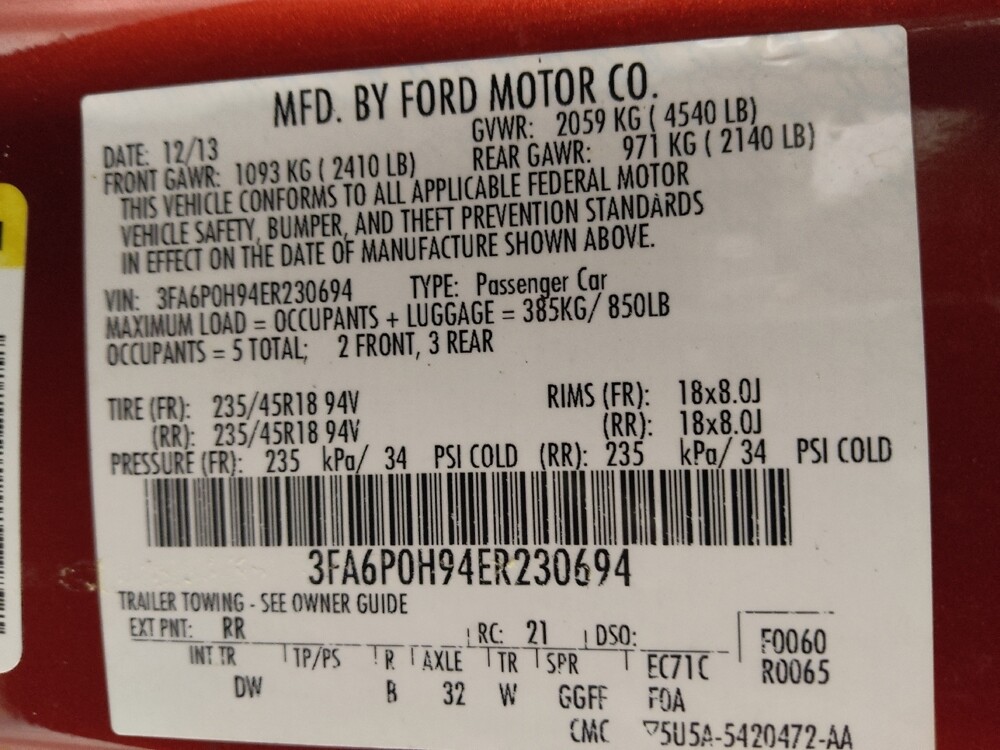 MFD. BY FORD MOTOR CO.
DATE: 12/13 GVWR: 2059 KG ( 4540 LB)
FRONT GAWR: 1093 KG ( 2410 LB) REAR GAWR: 971 KG ( 2140 LB)
THIS VEHICLE CONFORMS TO ALL APPLICABLE FEDERAL MOTOR
VEHICLE SAFETY, BUMPER, AND THEFT PREVENTION STANDARDS
IN EFFECT ON THE DATE OF MANUFACTURE SHOWN ABOVE.
VIN: 3FA6P0H94ER230694 TYPE: Passenger Car
MAXIMUM LOAD = OCCUPANTS + LUGGAGE = 385KG/ 850LB
OCCUPANTS = 5 TOTAL; 2 FRONT, 3 REAR
TIRE (FR): 235/45R18 94V RIMS (FR): 18x8.0J
(RR): 235/45R18 94V (RR): 18x8.0J
PRESSURE (FR): 235 kPa/ 34 PSI COLD (RR): 235 kPa/ 34 PSI COLD
3FA6P0H94ER230694
TRAILER TOWING - SEE OWNER GUIDE
EXT PNT: RR RC: 21 DSO: F0060
INT TR TP/PS R AXLE TR SPR EC71C R0065
DW B 32 W GGFF F0A
CMC ▽5U5A-5420472-AA